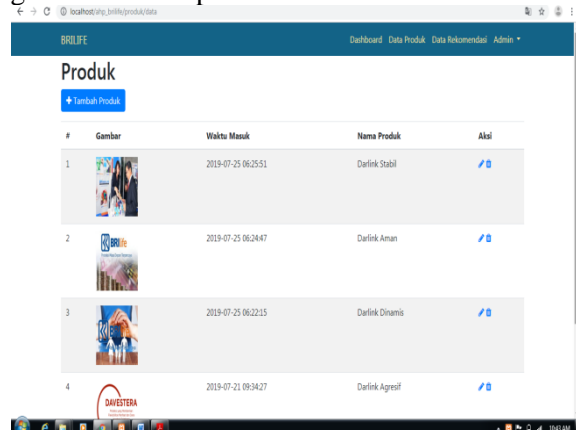 localhost/ahp_brilife/produk/data
BRILIFE Dashboard Data Produk Data Rekomendasi Admin
Produk
+ Tambah Produk
# Gambar Waktu Masuk Nama Produk Aksi
1 2019-07-25 06:25:51 Darlink Stabil
2 2019-07-25 06:24:47 Darlink Aman
BRI life
3 2019-07-25 06:22:15 Darlink Dinamis
4 2019-07-21 09:34:27 Darlink Agresif
DAVESTERA
10:43 AM